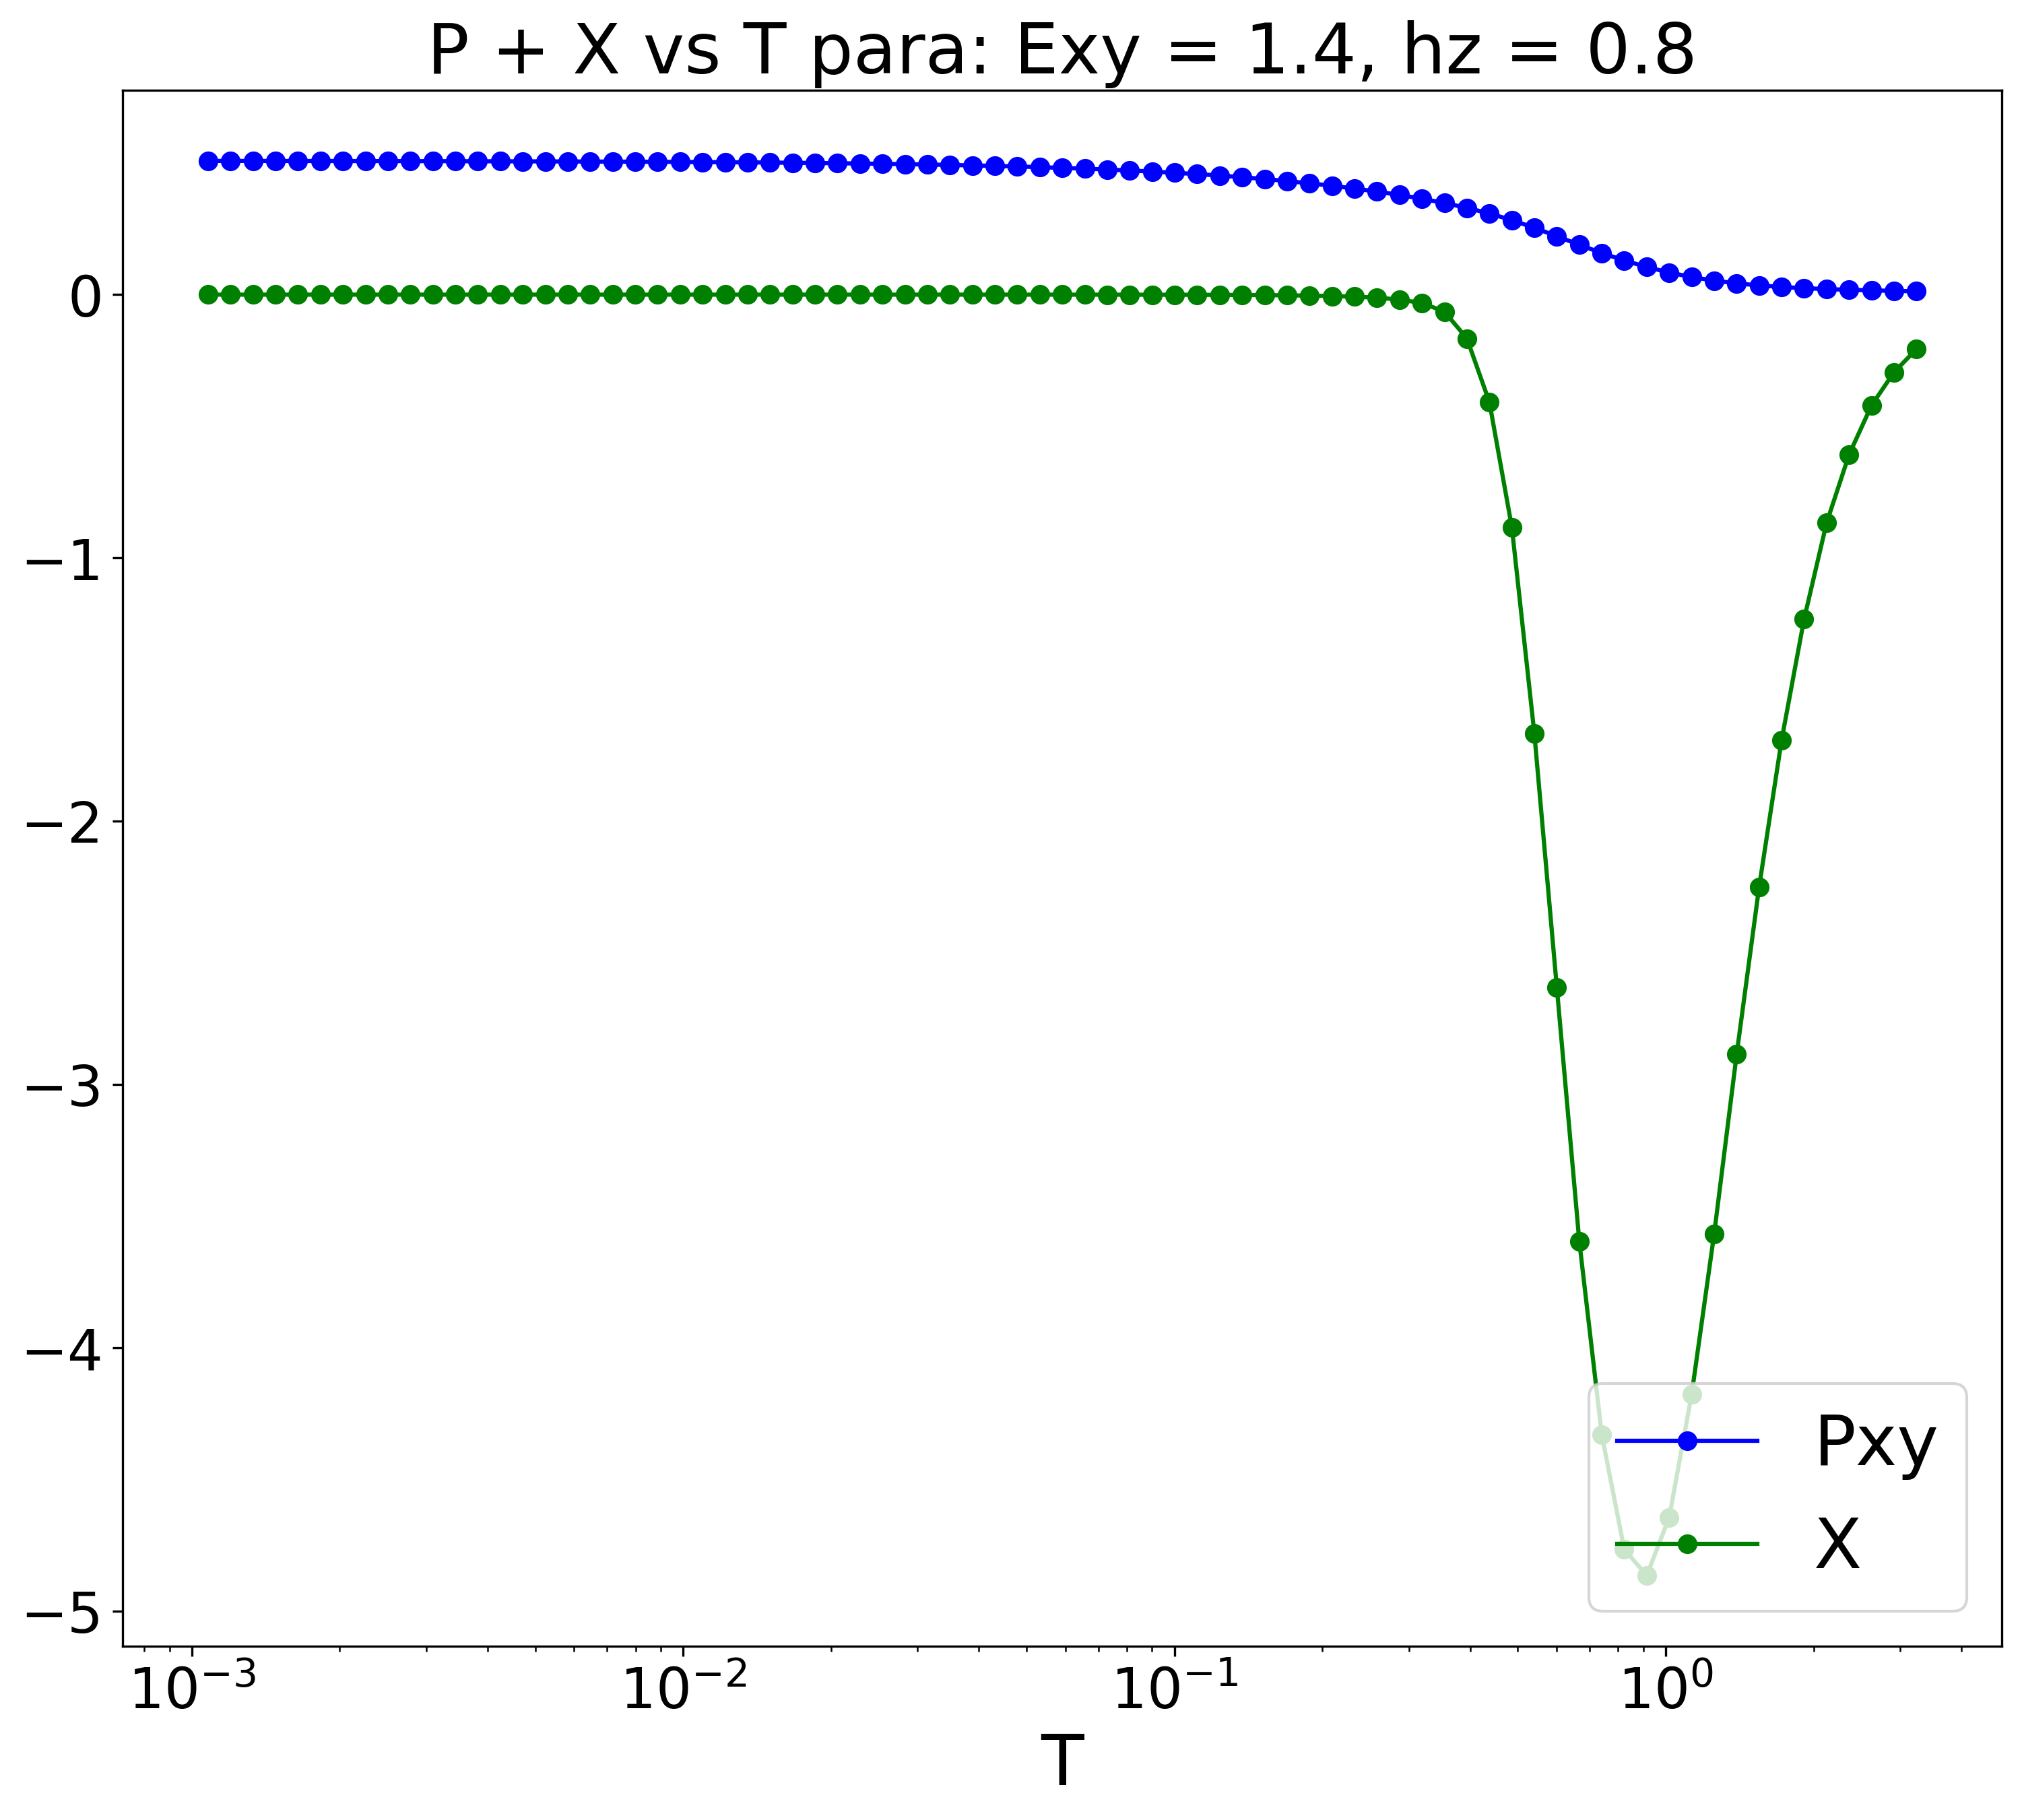 P + X vs T para: Exy = 1.4, hz = 0.8
0
−1
−2
−3
−4
−5
Pxy
X
10⁻³ 10⁻² 10⁻¹ 10⁰
T